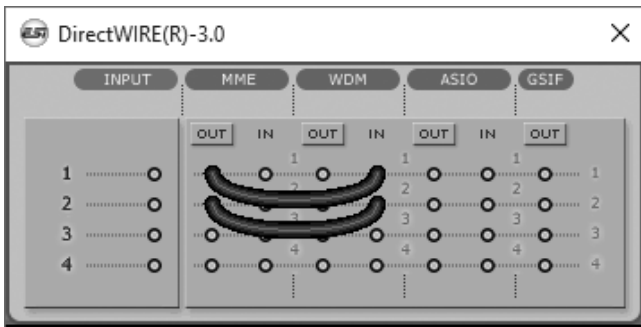 ESI DirectWIRE(R)-3.0
INPUT MME WDM ASIO GSIF
OUT IN OUT IN OUT IN OUT
1 1 1 1 1
2 2 2 2 2
3 3 3 3 3
4 4 4 4 4